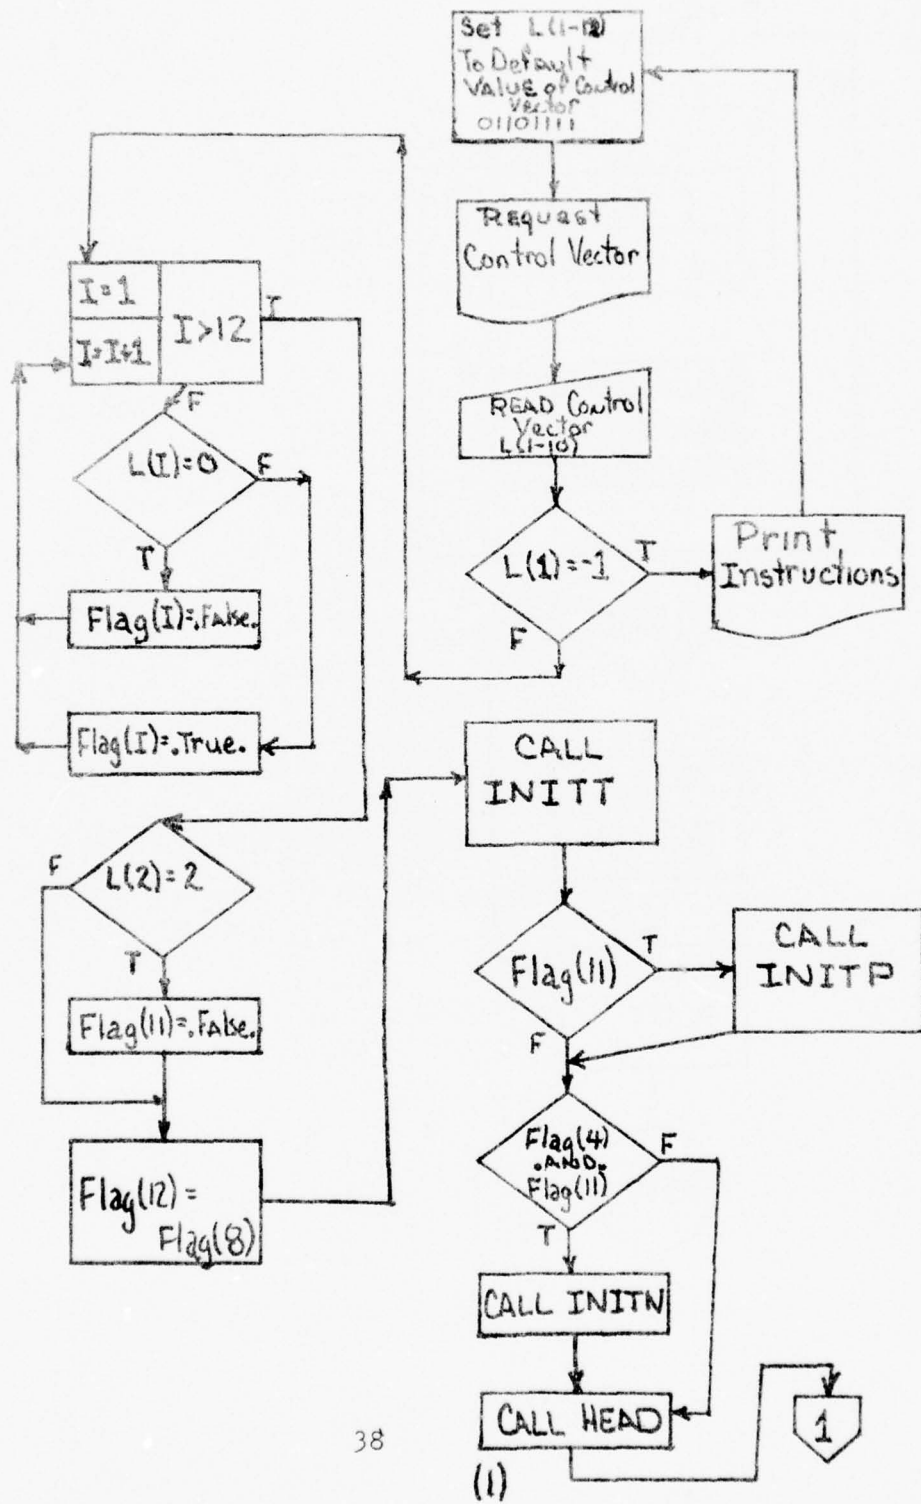 Set L(1-12)
To Default
VALUE of Control
Vector
01101111
REQUEST
Control Vector
READ Control
Vector
L(1-10)
L(1)=-1
T
F
Print
Instructions
I=1
I=I+1
I>12
T
F
L(I)=0
F
T
Flag(I)=.False.
Flag(I)=.True.
L(2)=2
F
T
Flag(11)=.False.
Flag(12)=
Flag(8)
CALL
INITT
Flag(11)
T
F
CALL
INITP
Flag(4)
.AND.
Flag(11)
F
T
CALL INITN
CALL HEAD
1
38
(1)